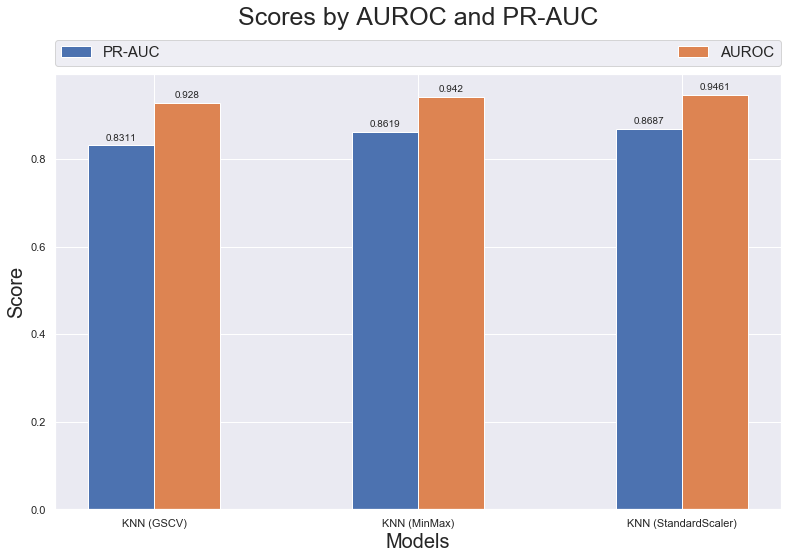 Scores by AUROC and PR-AUC
PR-AUC AUROC
0.8311 0.928 0.8619 0.942 0.8687 0.9461
Score
0.8
0.6
0.4
0.2
0.0
KNN (GSCV) KNN (MinMax) KNN (StandardScaler)
Models